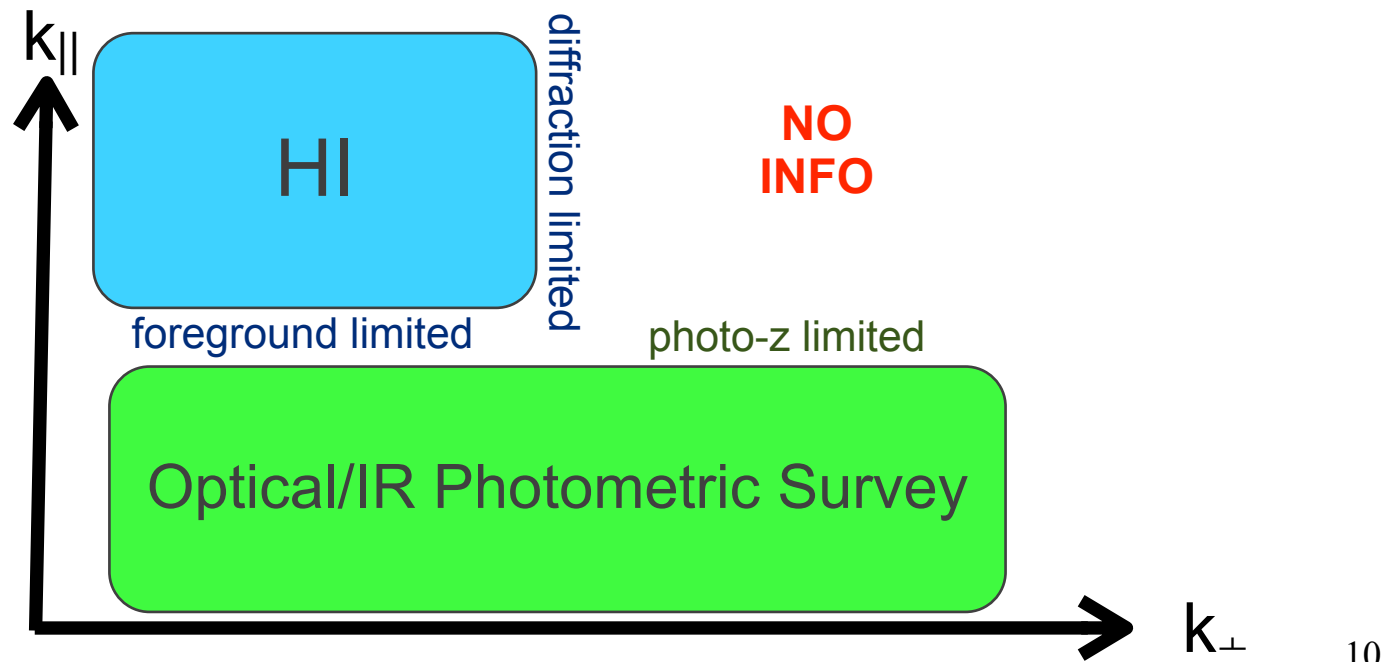 k||
HI
diffraction limited
NO
INFO
foreground limited
photo-z limited
Optical/IR Photometric Survey
k⊥
10